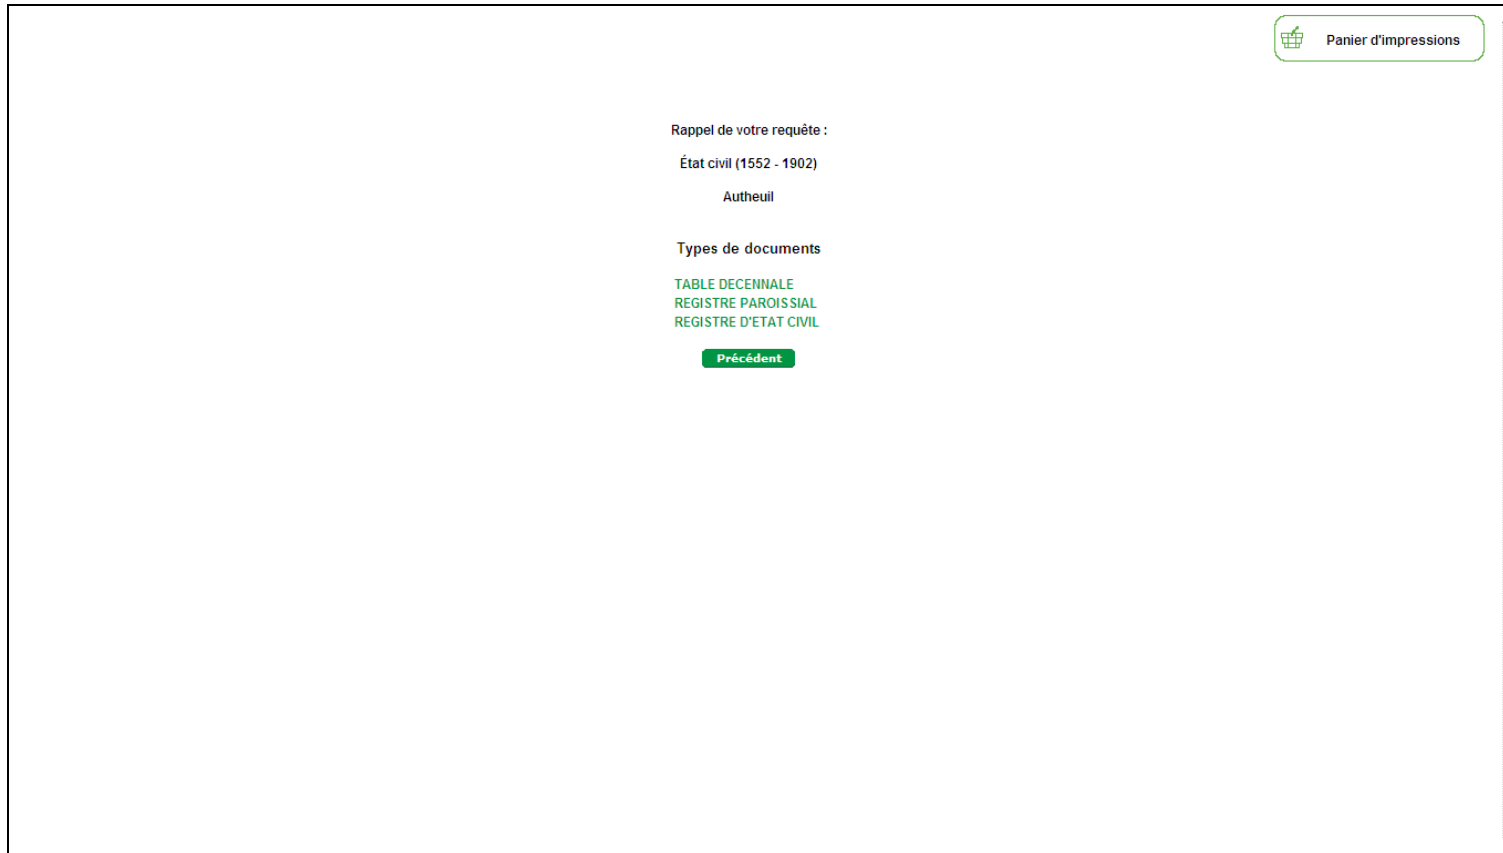 Panier d'impressions
Rappel de votre requête :
État civil (1552 - 1902)
Autheuil
Types de documents
TABLE DECENNALE
REGISTRE PAROISSIAL
REGISTRE D'ETAT CIVIL
Précédent